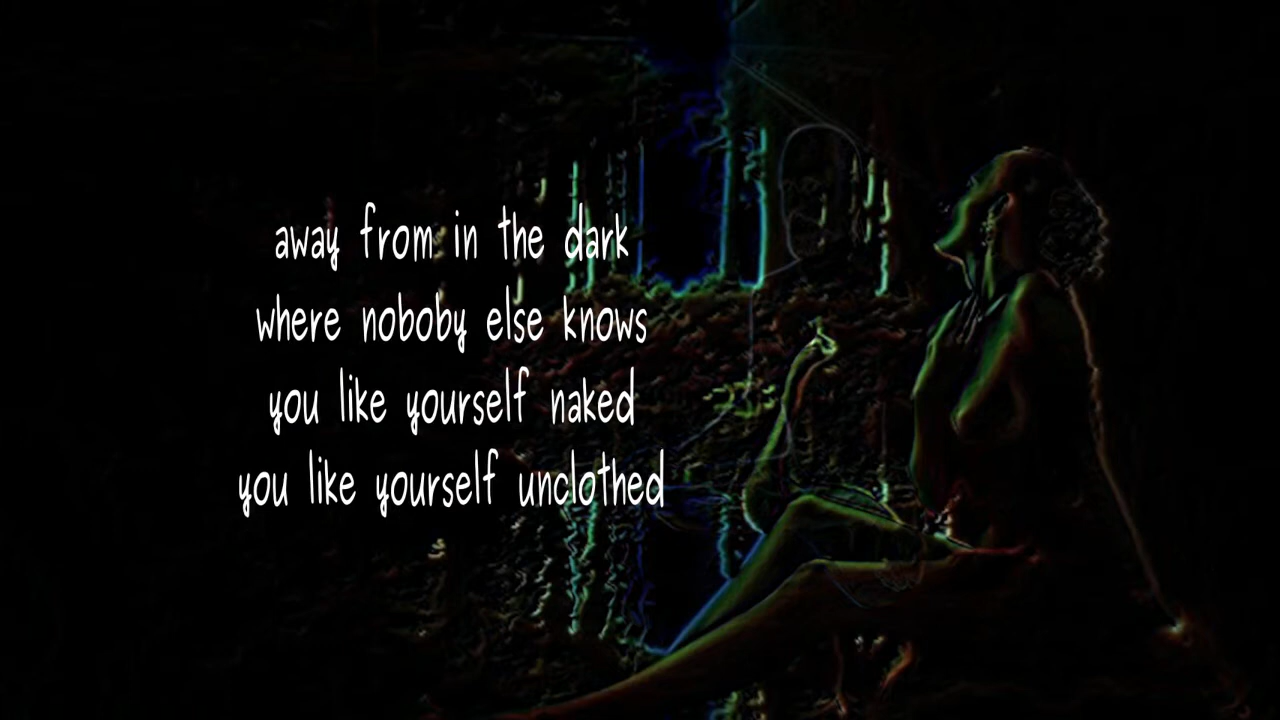 away from in the dark
where noboby else knows
you like yourself naked
you like yourself unclothed